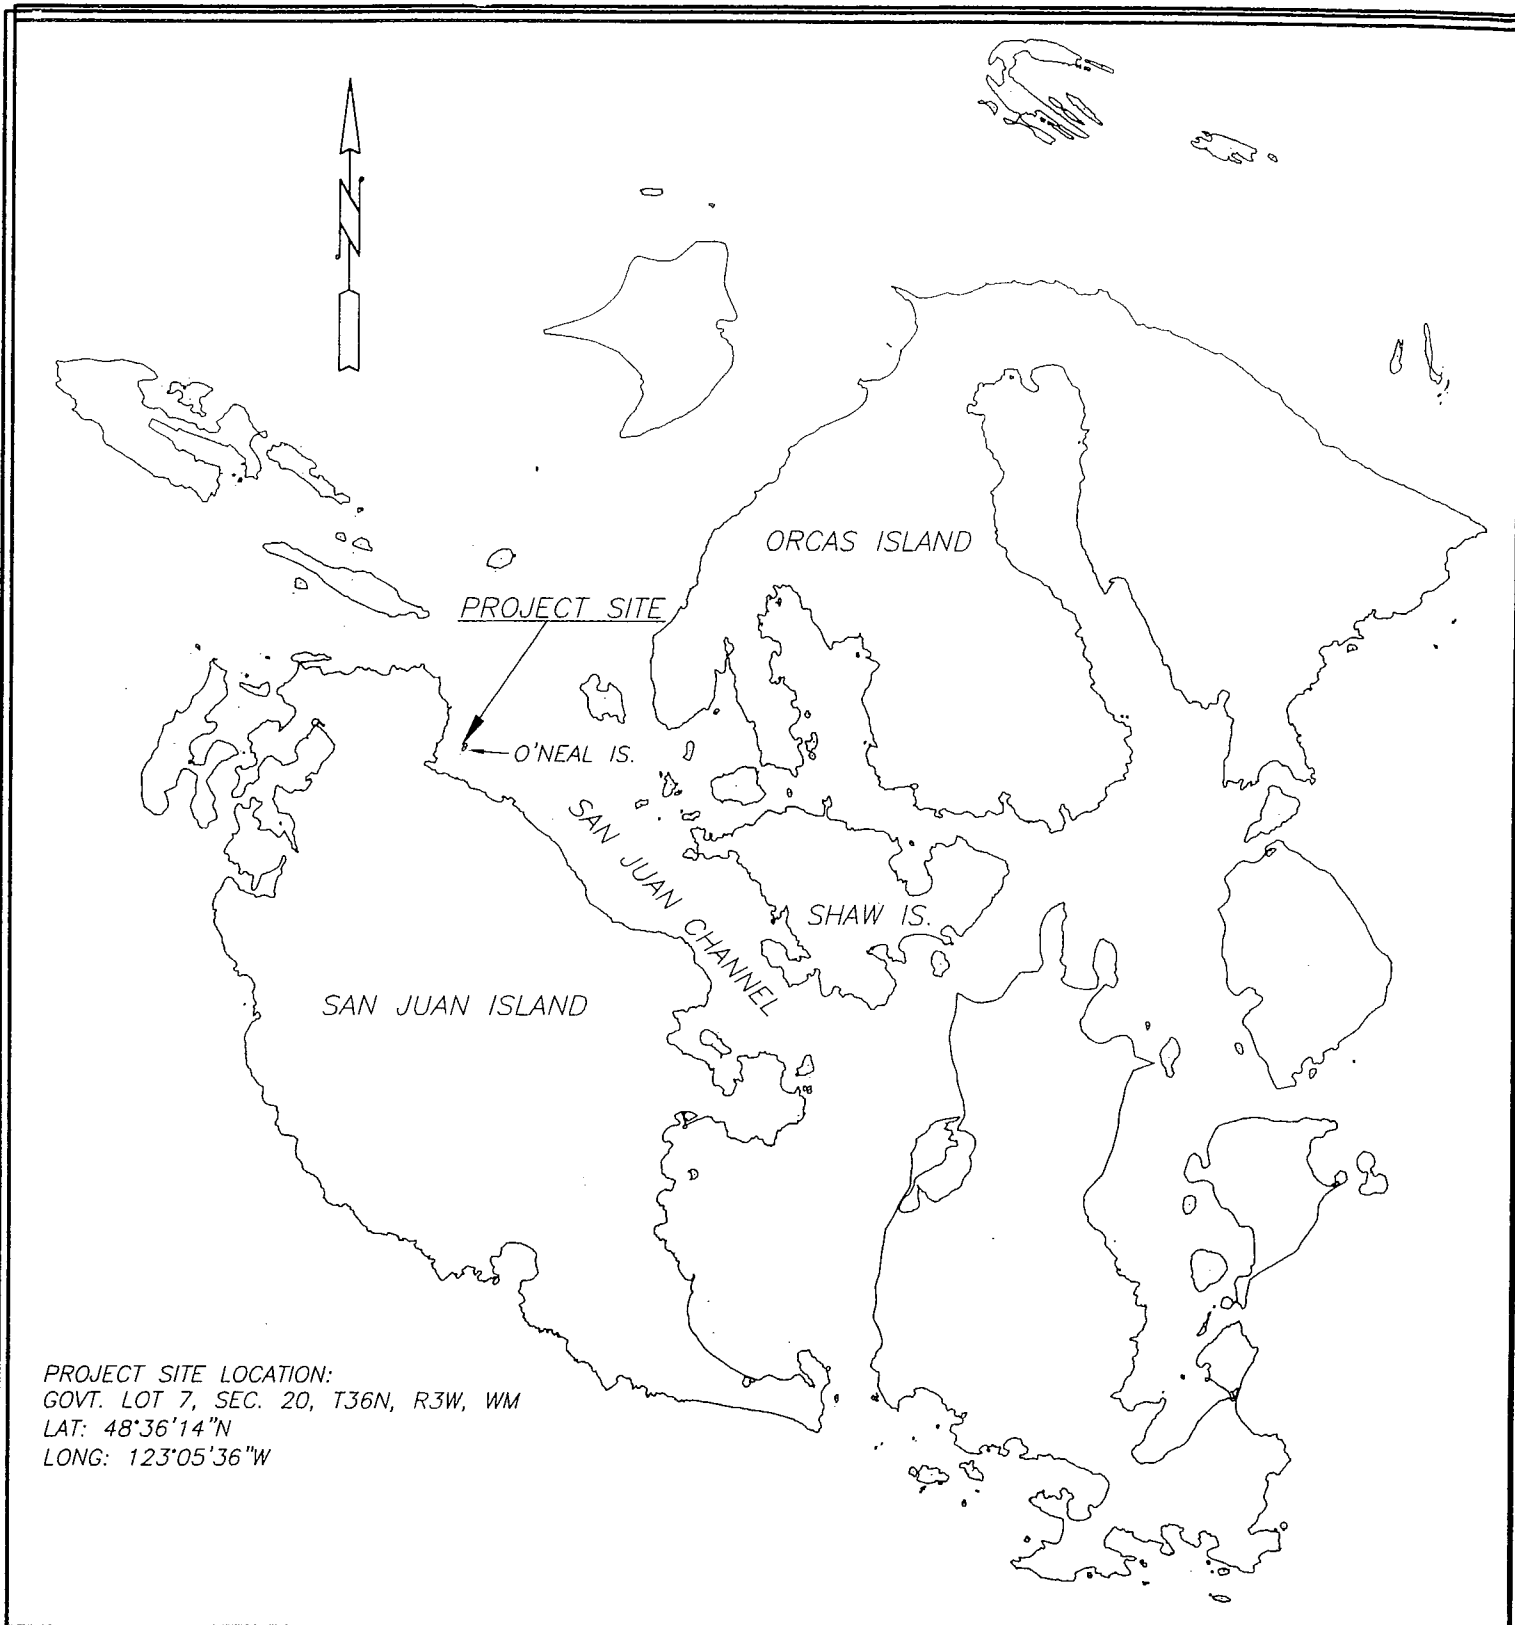 N
ORCAS ISLAND
PROJECT SITE
O'NEAL IS.
SAN JUAN CHANNEL
SHAW IS.
SAN JUAN ISLAND
PROJECT SITE LOCATION:
GOVT. LOT 7, SEC. 20, T36N, R3W, WM
LAT: 48°36'14"N
LONG: 123°05'36"W